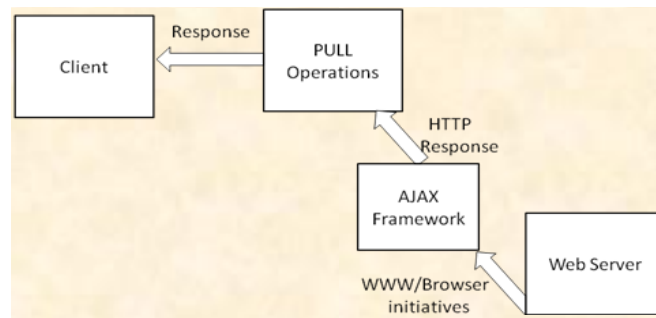 Response
Client
PULL
Operations
HTTP
Response
AJAX
Framework
Web Server
WWW/Browser
initiatives